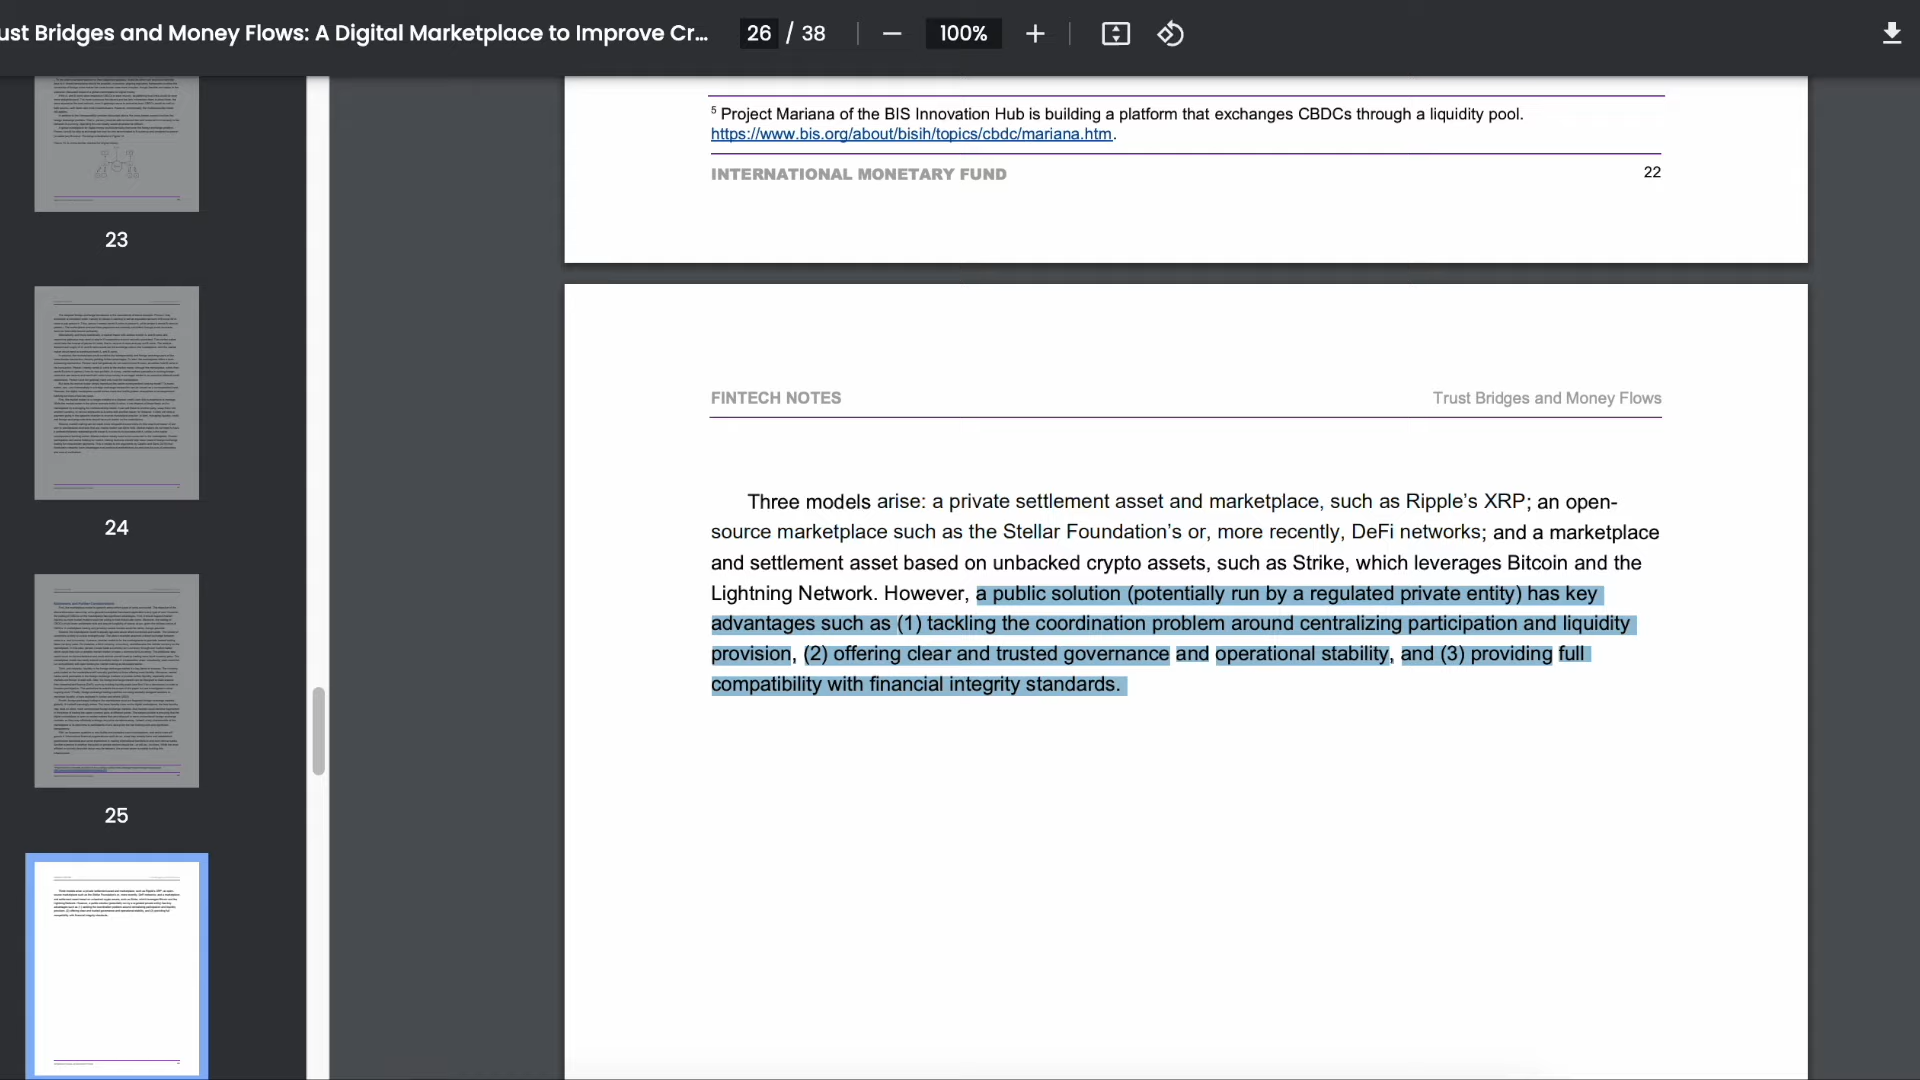 ust Bridges and Money Flows: A Digital Marketplace to Improve Cr...
26 / 38
100%
23
24
25
5 Project Mariana of the BIS Innovation Hub is building a platform that exchanges CBDCs through a liquidity pool.
https://www.bis.org/about/bisih/topics/cbdc/mariana.htm.
INTERNATIONAL MONETARY FUND
22
FINTECH NOTES
Trust Bridges and Money Flows
Three models arise: a private settlement asset and marketplace, such as Ripple’s XRP; an open-
source marketplace such as the Stellar Foundation’s or, more recently, DeFi networks; and a marketplace
and settlement asset based on unbacked crypto assets, such as Strike, which leverages Bitcoin and the
Lightning Network. However, a public solution (potentially run by a regulated private entity) has key
advantages such as (1) tackling the coordination problem around centralizing participation and liquidity
provision, (2) offering clear and trusted governance and operational stability, and (3) providing full
compatibility with financial integrity standards.